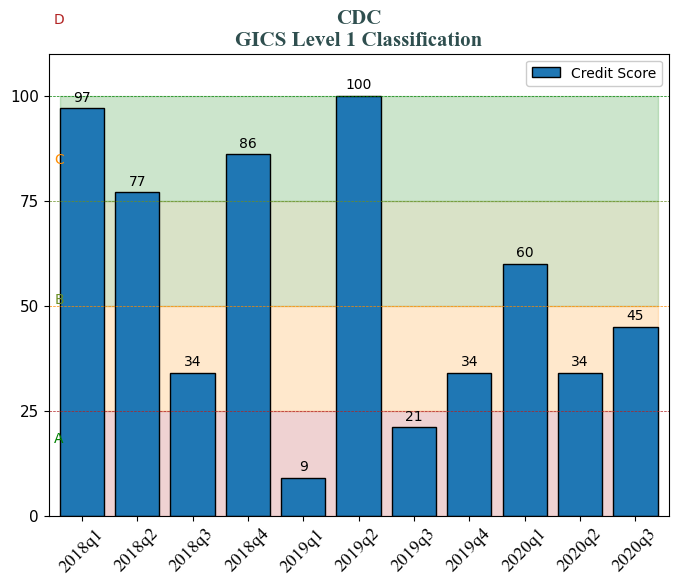 D
CDC
GICS Level 1 Classification
Credit Score
100
75
50
25
0
C
B
A
97
77
34
86
9
100
21
34
60
34
45
2018q1
2018q2
2018q3
2018q4
2019q1
2019q2
2019q3
2019q4
2020q1
2020q2
2020q3